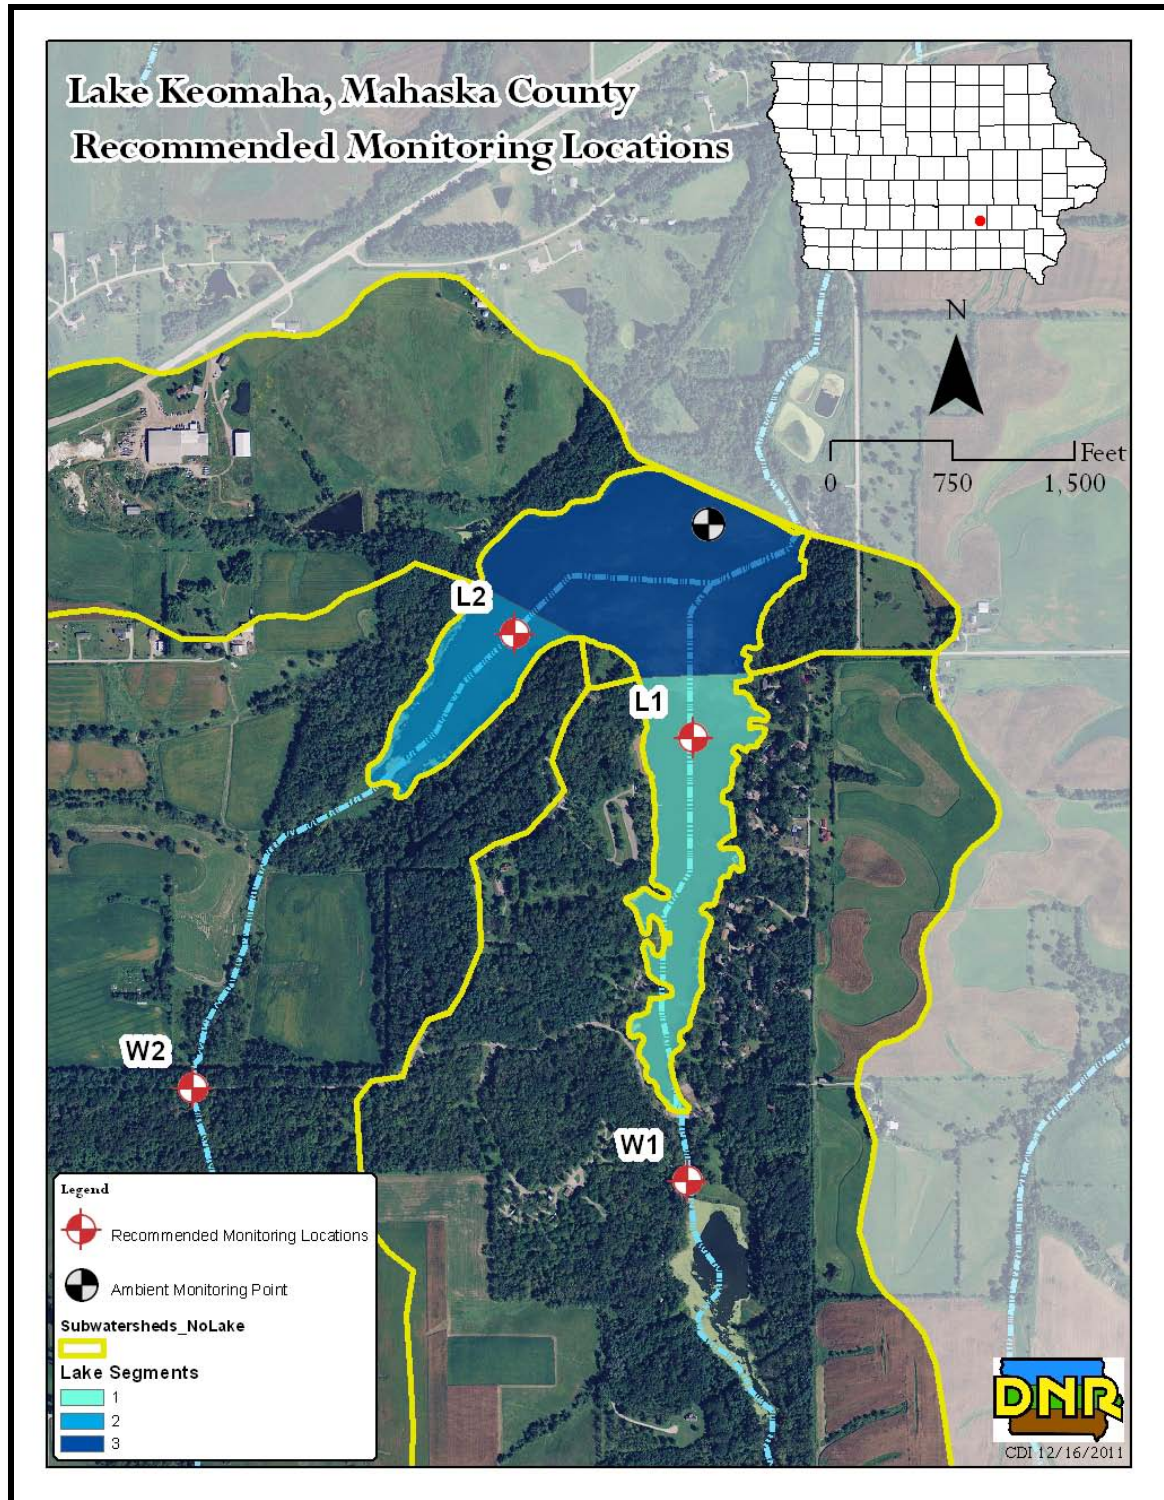 Lake Keomaha, Mahaska County
Recommended Monitoring Locations
N
Feet
0 750 1,500
L2
L1
W2
W1
Legend
Recommended Monitoring Locations
Ambient Monitoring Point
Subwatersheds_NoLake
Lake Segments
1
2
3
DNR
CDI 12/16/2011